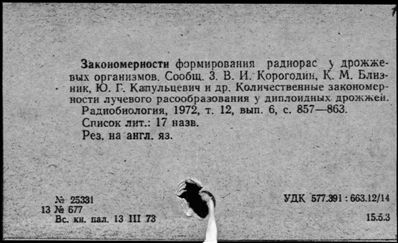 Закономерности формирования радиорас у дрожже-
вых организмов. Сообщ. 3. В. И. Корогодин, К. М. Близ-
ник, Ю. Г. Капульцевич и др. Количественные закономер-
ности лучевого расообразования у диплоидных дрожжей.
Радиобиология, 1972, т. 12, вып. 6, с. 857—863.
Список лит.: 17 назв.
Рез. на англ. яз.
№ 25331
13 № 677
Вс. кн. пал. 13 III 73
УДК 577.391 : 663.12/14
15.5.3